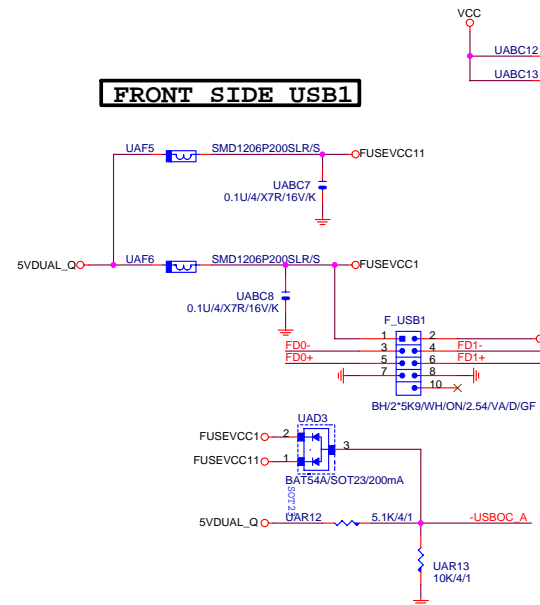 VCC
UABC12
UABC13
FRONT SIDE USB1
UAF5
SMD1206P200SLR/S
FUSEVCC11
UABC7
0.1U/4/X7R/16V/K
5VDUAL_Q
UAF6
SMD1206P200SLR/S
FUSEVCC1
UABC8
0.1U/4/X7R/16V/K
F_USB1
1 2
FD0- 3 4 FD1-
FD0+ 5 6 FD1+
7 8
10
BH/2*5K9/WH/ON/2.54/VA/D/GF
UAD3
FUSEVCC1 2
3
FUSEVCC11 1
BAT54A/SOT23/200mA
SOT23
5VDUAL_Q UAR12 5.1K/4/1 -USBOC_A
UAR13
10K/4/1